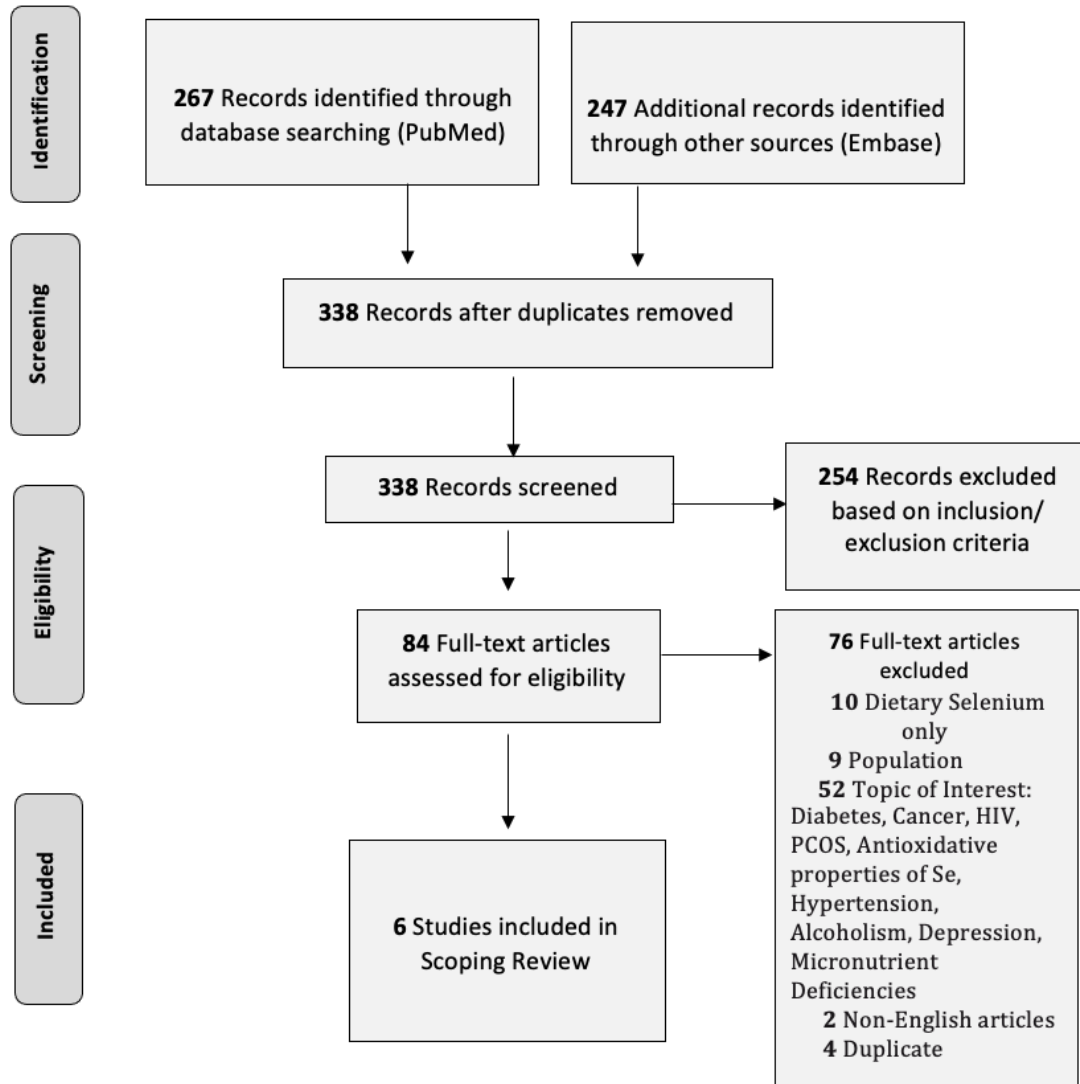 Identification
267 Records identified through
database searching (PubMed)
247 Additional records identified
through other sources (Embase)
Screening
338 Records after duplicates removed
338 Records screened
254 Records excluded
based on inclusion/
exclusion criteria
Eligibility
84 Full-text articles
assessed for eligibility
76 Full-text articles
excluded
10 Dietary Selenium
only
9 Population
52 Topic of Interest:
Diabetes, Cancer, HIV,
PCOS, Antioxidative
properties of Se,
Hypertension,
Alcoholism, Depression,
Micronutrient
Deficiencies
2 Non-English articles
4 Duplicate
Included
6 Studies included in
Scoping Review